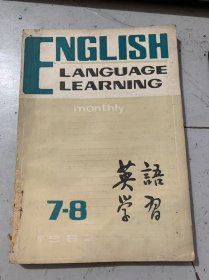 ENGLISH
LANGUAGE
LEARNING
monthly
英語
学習
7-8